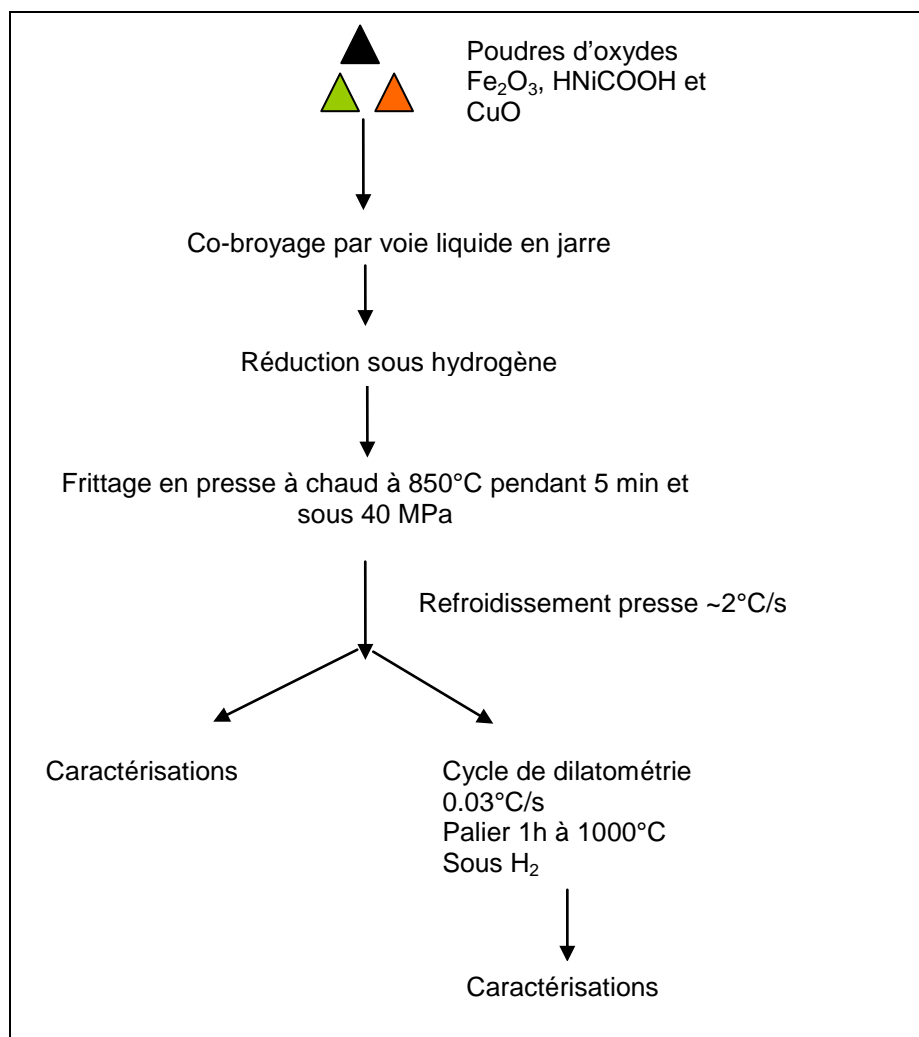 Poudres d'oxydes
Fe₂O₃, HNiCOOH et
CuO
Co-broyage par voie liquide en jarre
Réduction sous hydrogène
Frittage en presse à chaud à 850°C pendant 5 min et
sous 40 MPa
Refroidissement presse ~2°C/s
Caractérisations
Cycle de dilatométrie
0.03°C/s
Palier 1h à 1000°C
Sous H₂
Caractérisations